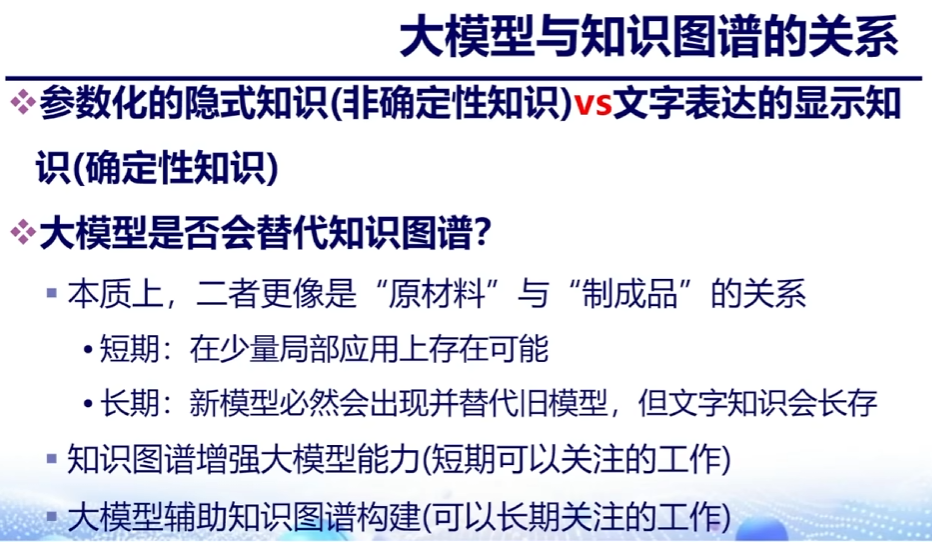 大模型与知识图谱的关系
❖参数化的隐式知识(非确定性知识)vs文字表达的显示知
识(确定性知识)
❖大模型是否会替代知识图谱？
▪本质上，二者更像是“原材料”与“制成品”的关系
•短期：在少量局部应用上存在可能
•长期：新模型必然会出现并替代旧模型，但文字知识会长存
▪知识图谱增强大模型能力(短期可以关注的工作)
▪大模型辅助知识图谱构建(可以长期关注的工作)